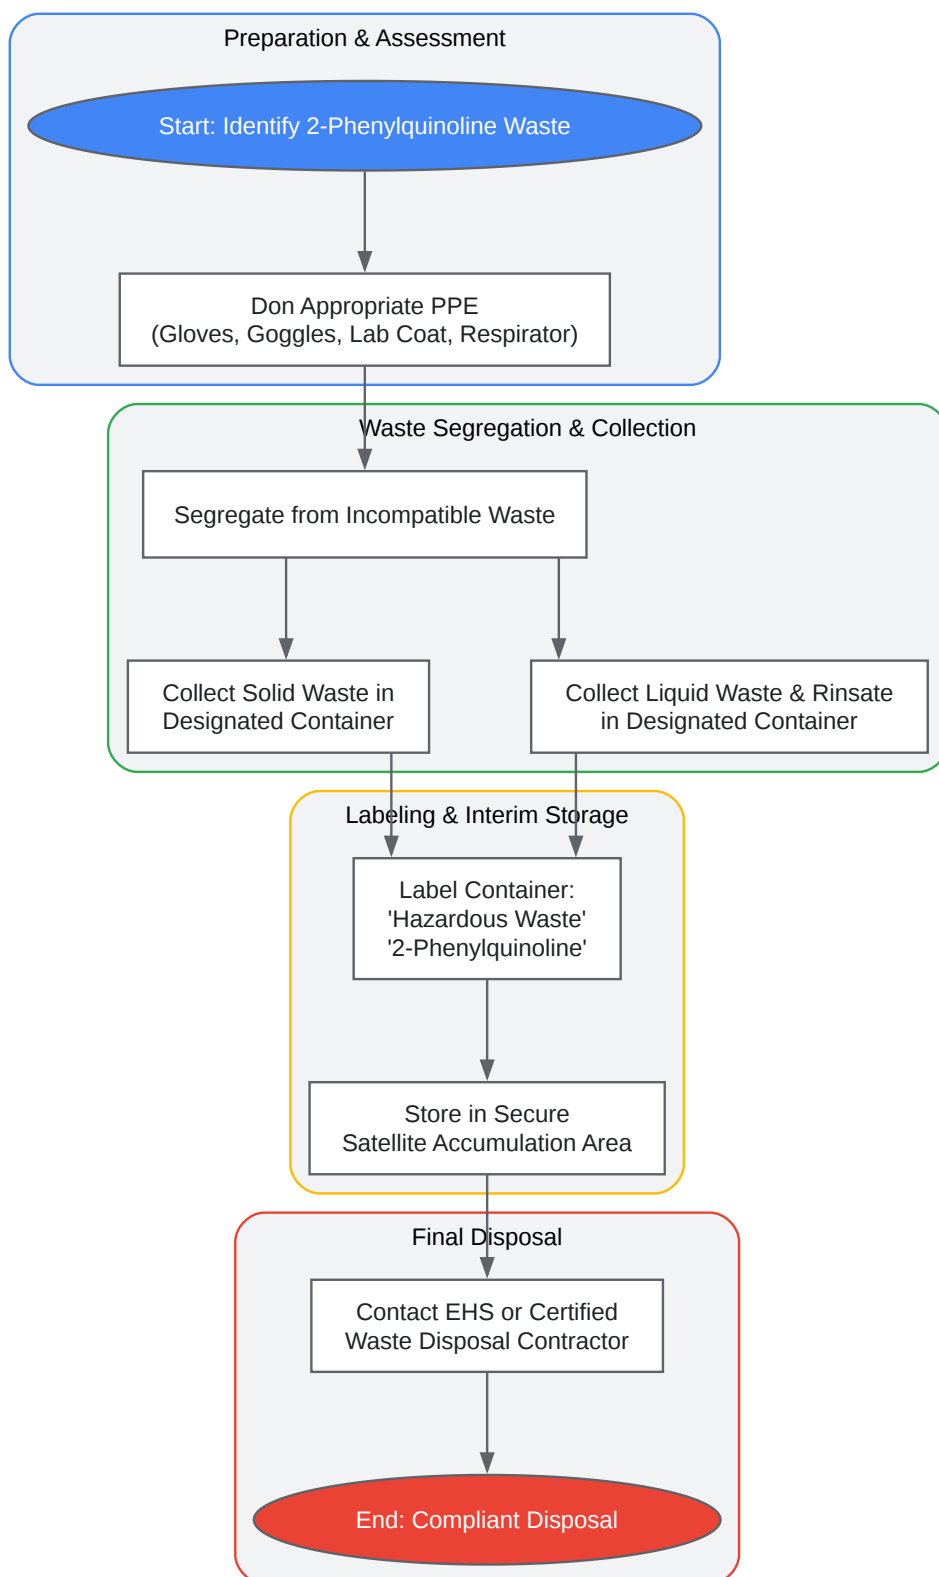 Preparation & Assessment
Start: Identify 2-Phenylquinoline Waste
Don Appropriate PPE
(Gloves, Goggles, Lab Coat, Respirator)
Waste Segregation & Collection
Segregate from Incompatible Waste
Collect Solid Waste in
Designated Container
Collect Liquid Waste & Rinsate
in Designated Container
Labeling & Interim Storage
Label Container:
'Hazardous Waste'
'2-Phenylquinoline'
Store in Secure
Satellite Accumulation Area
Final Disposal
Contact EHS or Certified
Waste Disposal Contractor
End: Compliant Disposal